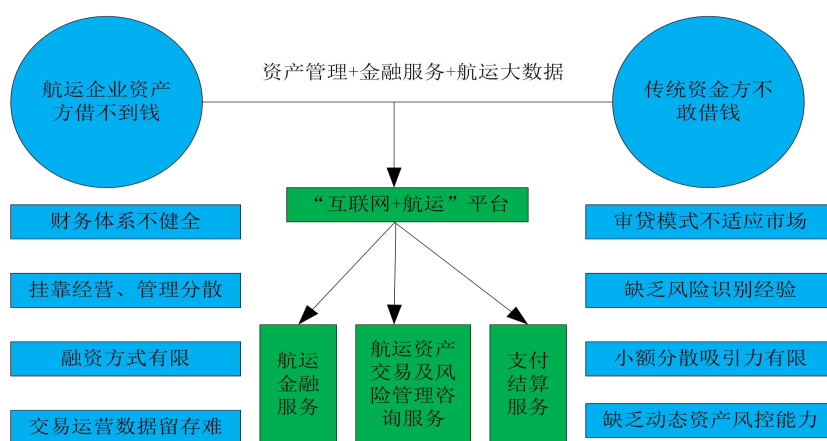 航运企业资产
方借不到钱
资产管理+金融服务+航运大数据
传统资金方不
敢借钱
“互联网+航运”平台
财务体系不健全
挂靠经营、管理分散
融资方式有限
交易运营数据留存难
航运
金融
服务
航运资产
交易及风
险管理咨
询服务
支付
结算
服务
审贷模式不适应市场
缺乏风险识别经验
小额分散吸引力有限
缺乏动态资产风控能力